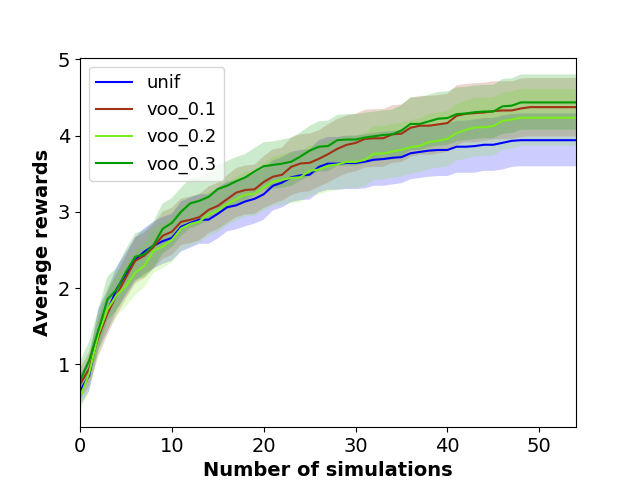 5
4
3
2
1
unif
voo_0.1
voo_0.2
voo_0.3
Average rewards
0 10 20 30 40 50
Number of simulations